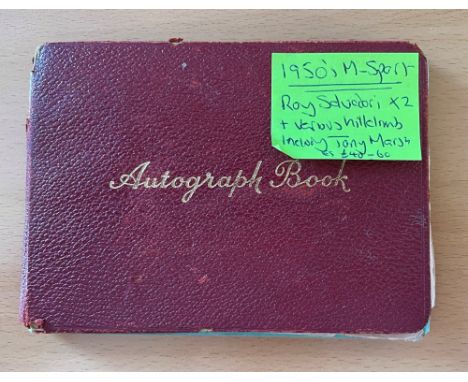 1950's M-Sport
Roy Salvadori x2
+ various hillclimb
Including Tony Marsh
£40-60
Autograph Book